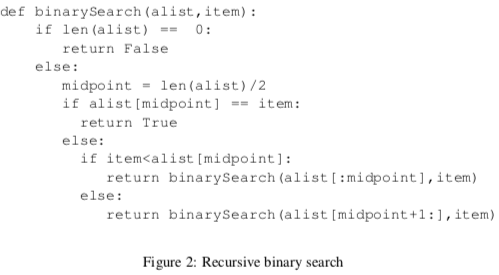 def binarySearch(alist,item):
    if len(alist) ==  0:
       return False
    else:
       midpoint = len(alist)/2
       if alist[midpoint] == item:
         return True
       else:
         if item<alist[midpoint]:
            return binarySearch(alist[:midpoint],item)
         else:
            return binarySearch(alist[midpoint+1:],item)
Figure 2: Recursive binary search